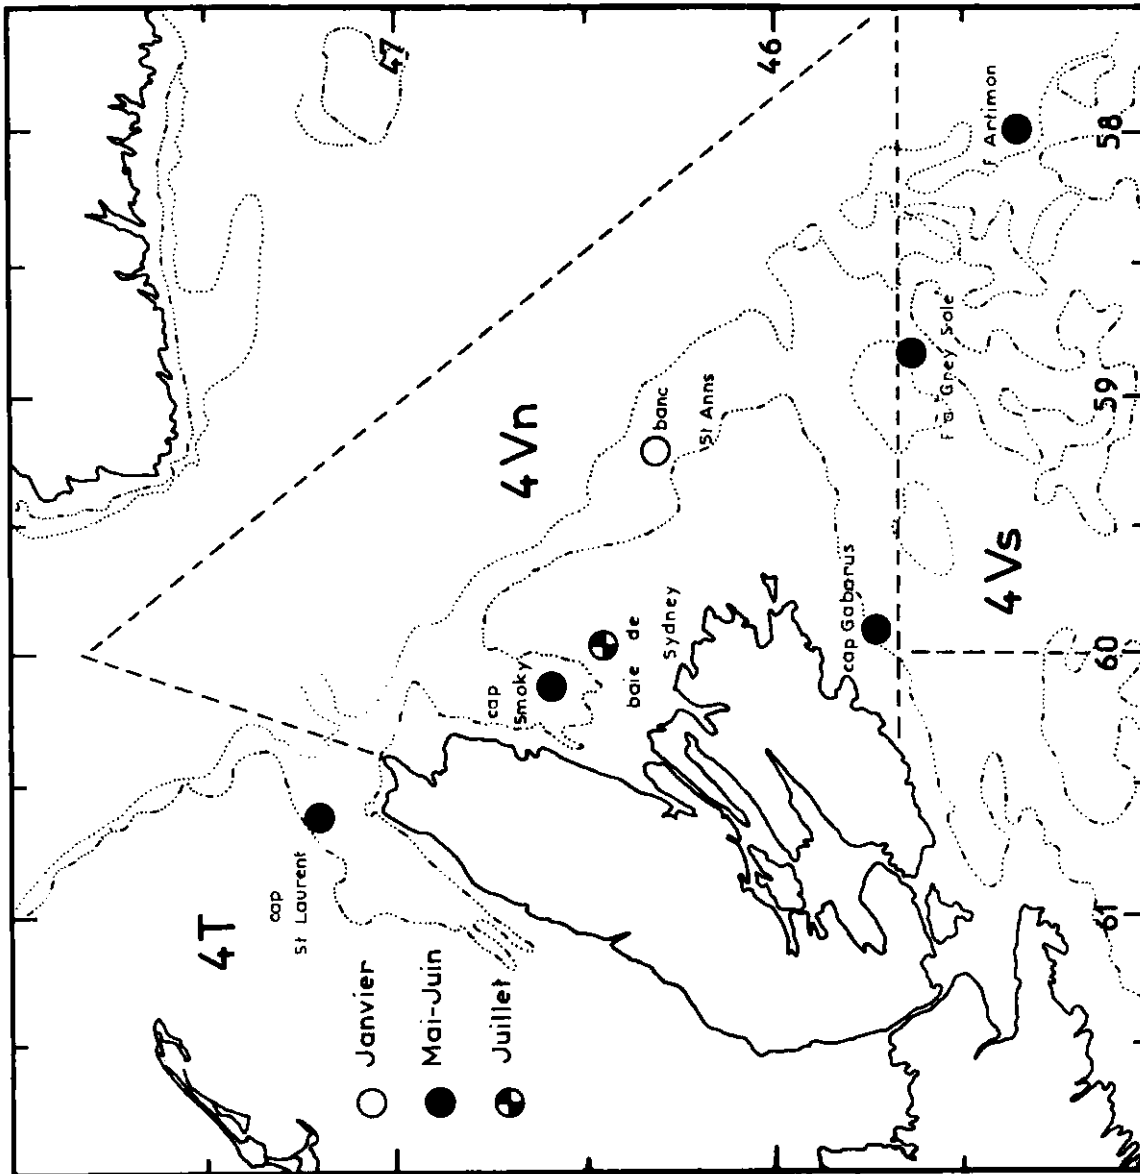 4T
cap
St Laurent
Janvier
Mai-Juin
Juillet
47
46
4Vn
banc
St Anns
cap
Smoky
baie de
Sydney
cap Gabarus
4Vs
f a Grey Sole
f Artimon
58
59
60
61